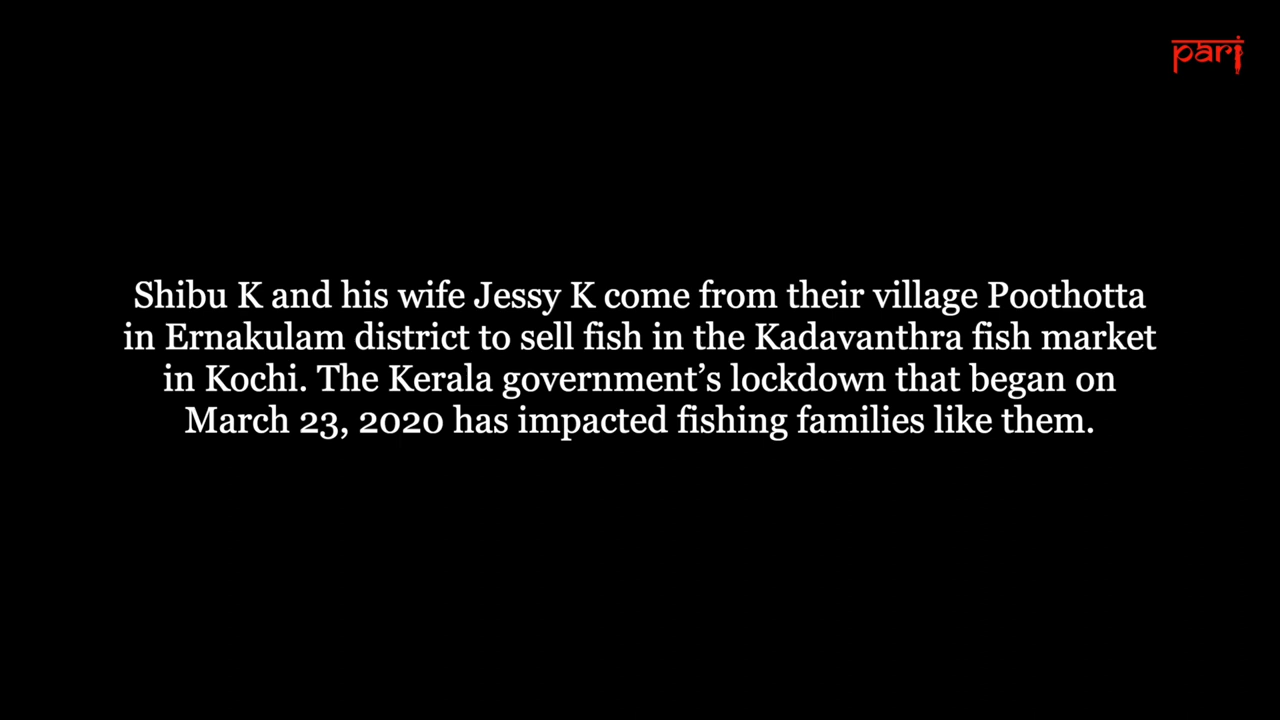 pari
Shibu K and his wife Jessy K come from their village Poothotta
in Ernakulam district to sell fish in the Kadavanthra fish market
in Kochi. The Kerala government’s lockdown that began on
March 23, 2020 has impacted fishing families like them.